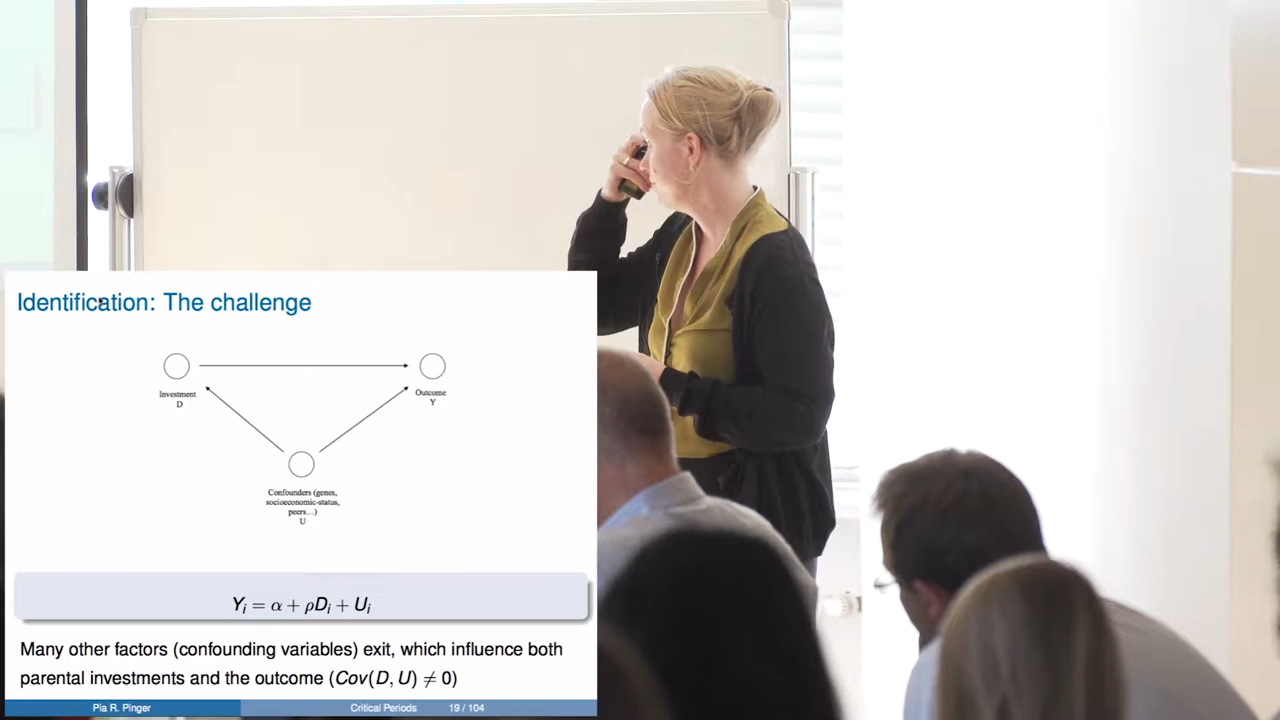 Identification: The challenge
Investment
D
Outcome
Y
Confounders (genes,
socioeconomic-status,
peers...)
U
Yᵢ = α + ρDᵢ + Uᵢ
Many other factors (confounding variables) exit, which influence both
parental investments and the outcome (Cov(D, U) ≠ 0)
Pia R. Pinger Critical Periods 19 / 104